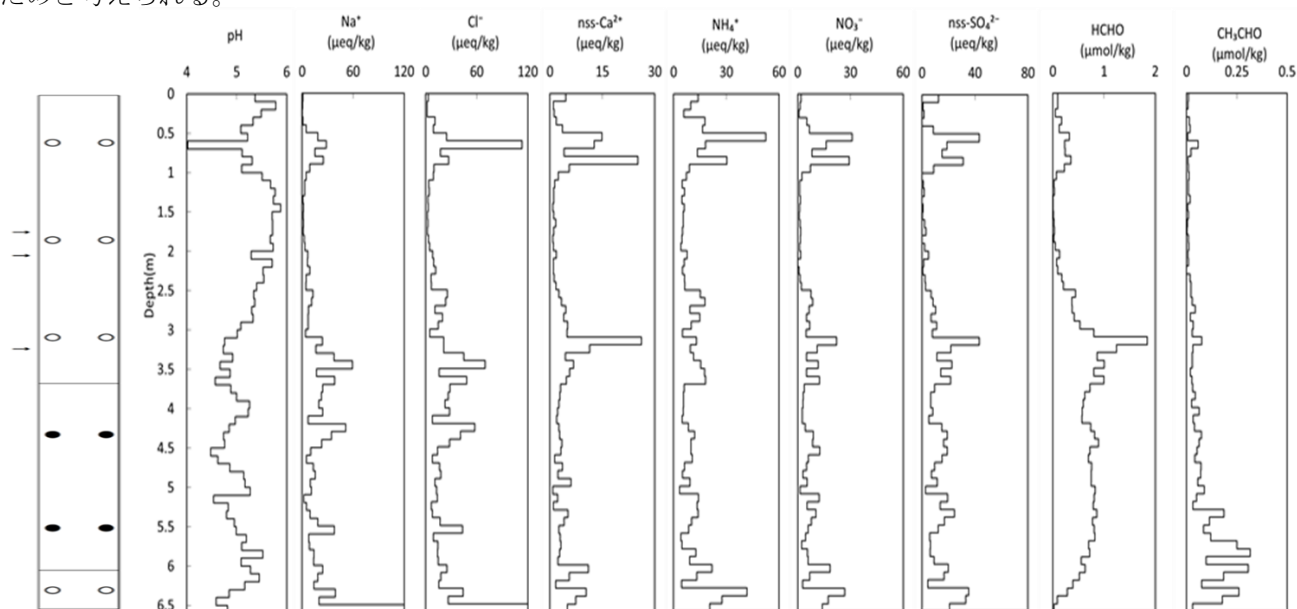 ためと考えられる。
pH
Na⁺
(μeq/kg)
Cl⁻
(μeq/kg)
nss-Ca²⁺
(μeq/kg)
NH₄⁺
(μeq/kg)
NO₃⁻
(μeq/kg)
nss-SO₄²⁻
(μeq/kg)
HCHO
(μmol/kg)
CH₃CHO
(μmol/kg)
4 5 6 0 60 120 0 60 120 0 15 30 0 30 60 0 30 60 0 40 80 0 1 2 0 0.25 0.5
Depth(m)
0
0.5
1
1.5
2
2.5
3
3.5
4
4.5
5
5.5
6
6.5